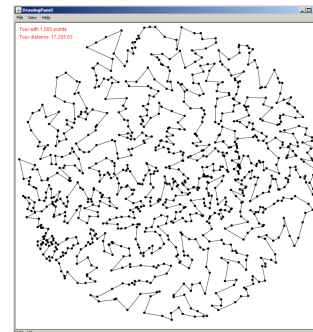 DrawingPanel
File View Help
Tour with 1,000 points
Tour distance: 17,265.63